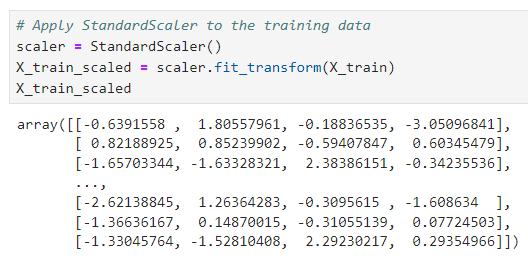 # Apply StandardScaler to the training data
scaler = StandardScaler()
X_train_scaled = scaler.fit_transform(X_train)
X_train_scaled
array([[-0.6391558 ,  1.80557961, -0.18836535, -3.05096841],
       [ 0.82188925,  0.85239902, -0.59407847,  0.60345479],
       [-1.65703344, -1.63328321,  2.38386151, -0.34235536],
       ...,
       [-2.62138845,  1.26364283, -0.3095615 , -1.608634  ],
       [-1.36636167,  0.14870015, -0.31055139,  0.07724503],
       [-1.33045764, -1.52810408,  2.29230217,  0.29354966]])